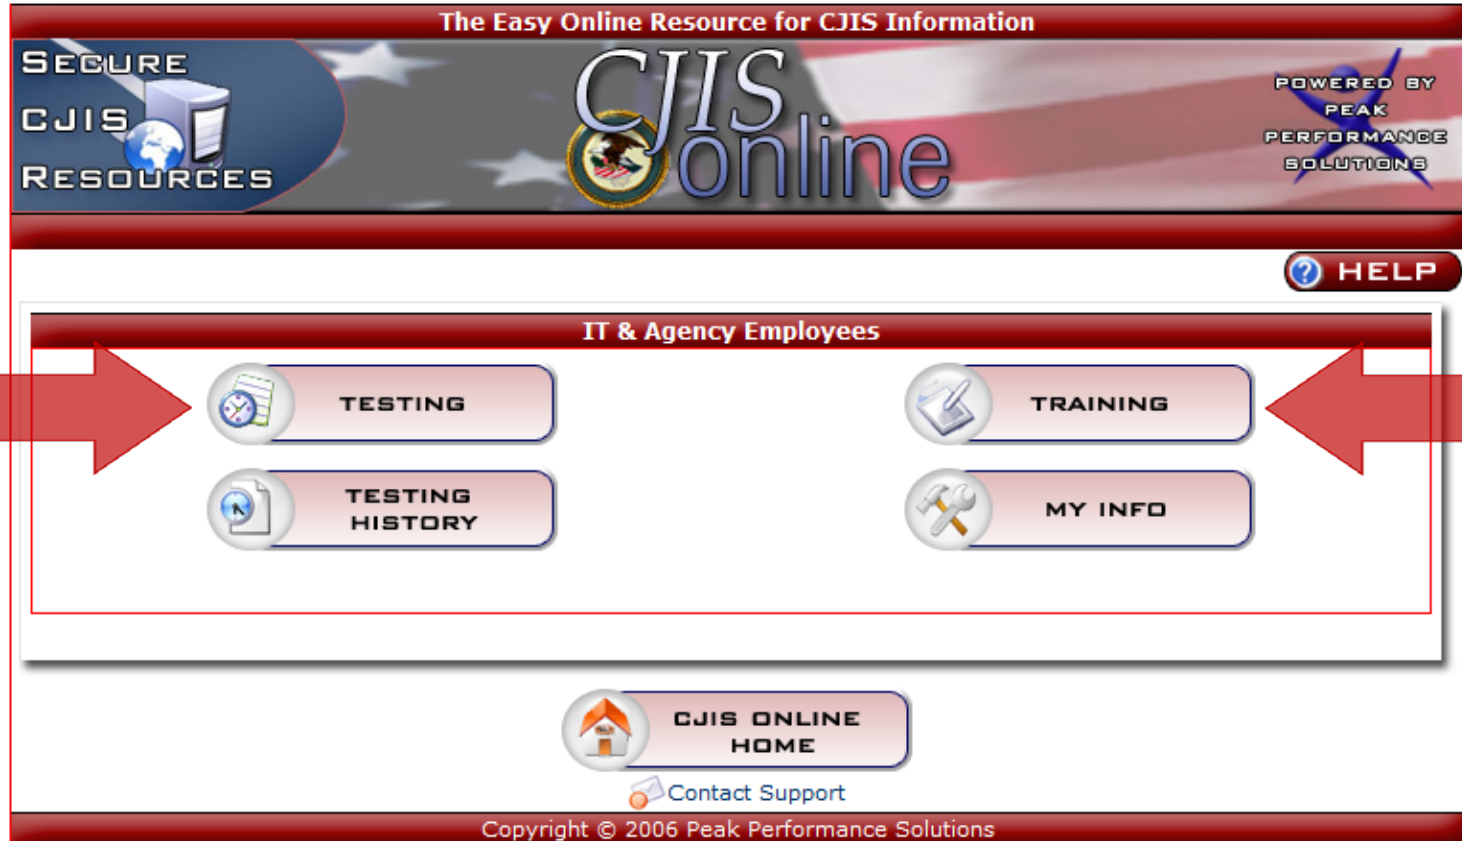 The Easy Online Resource for CJIS Information
SECURE
CJIS
RESOURCES
CJIS
online
POWERED BY
PEAK
PERFORMANCE
SOLUTIONS
HELP
IT & Agency Employees
TESTING
TRAINING
TESTING
HISTORY
MY INFO
CJIS ONLINE
HOME
Contact Support
Copyright © 2006 Peak Performance Solutions